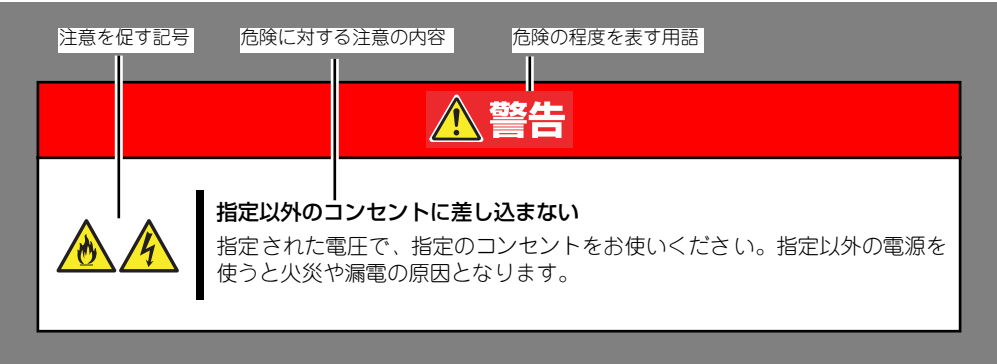 注意を促す記号
危険に対する注意の内容
危険の程度を表す用語
警告
指定以外のコンセントに差し込まない
指定された電圧で、指定のコンセントをお使いください。指定以外の電源を
使うと火災や漏電の原因となります。